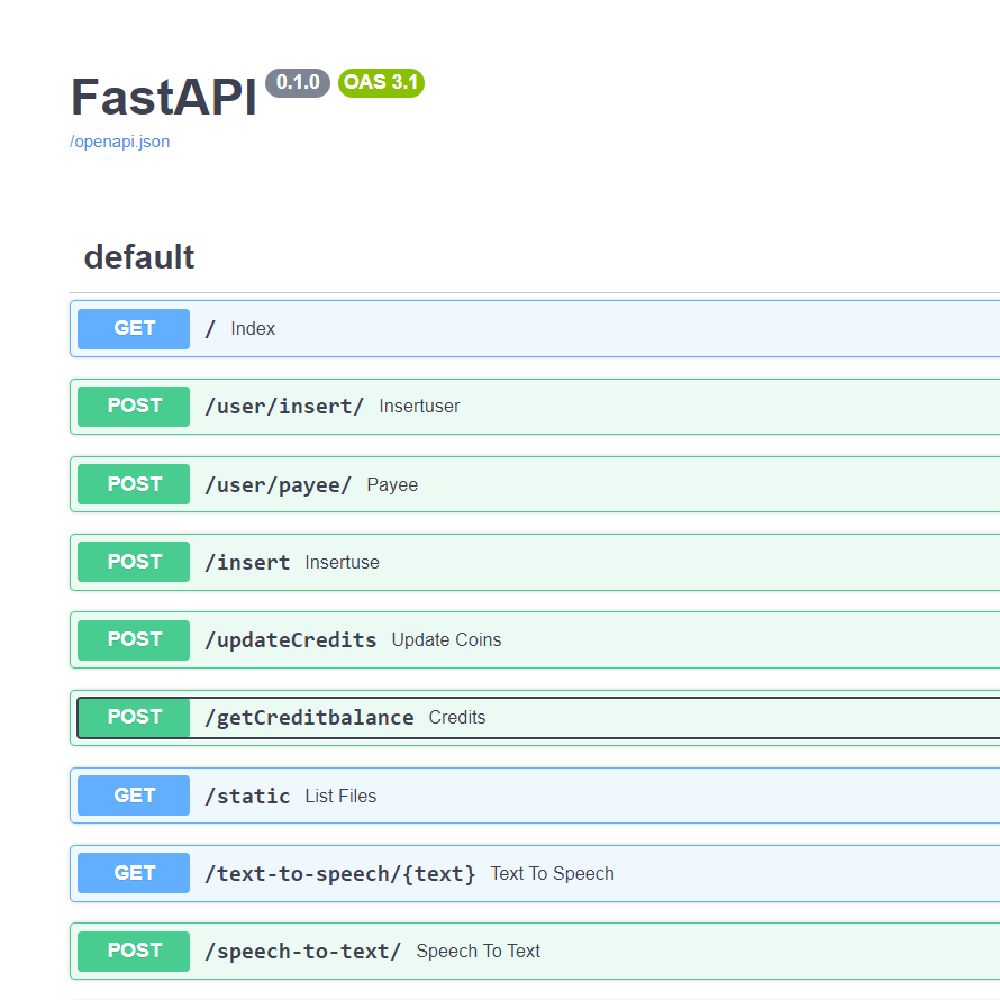 FastAPI 0.1.0 OAS 3.1
/openapi.json
default
GET / Index
POST /user/insert/ Insertuser
POST /user/payee/ Payee
POST /insert Insertuse
POST /updateCredits Update Coins
POST /getCreditbalance Credits
GET /static List Files
GET /text-to-speech/{text} Text To Speech
POST /speech-to-text/ Speech To Text